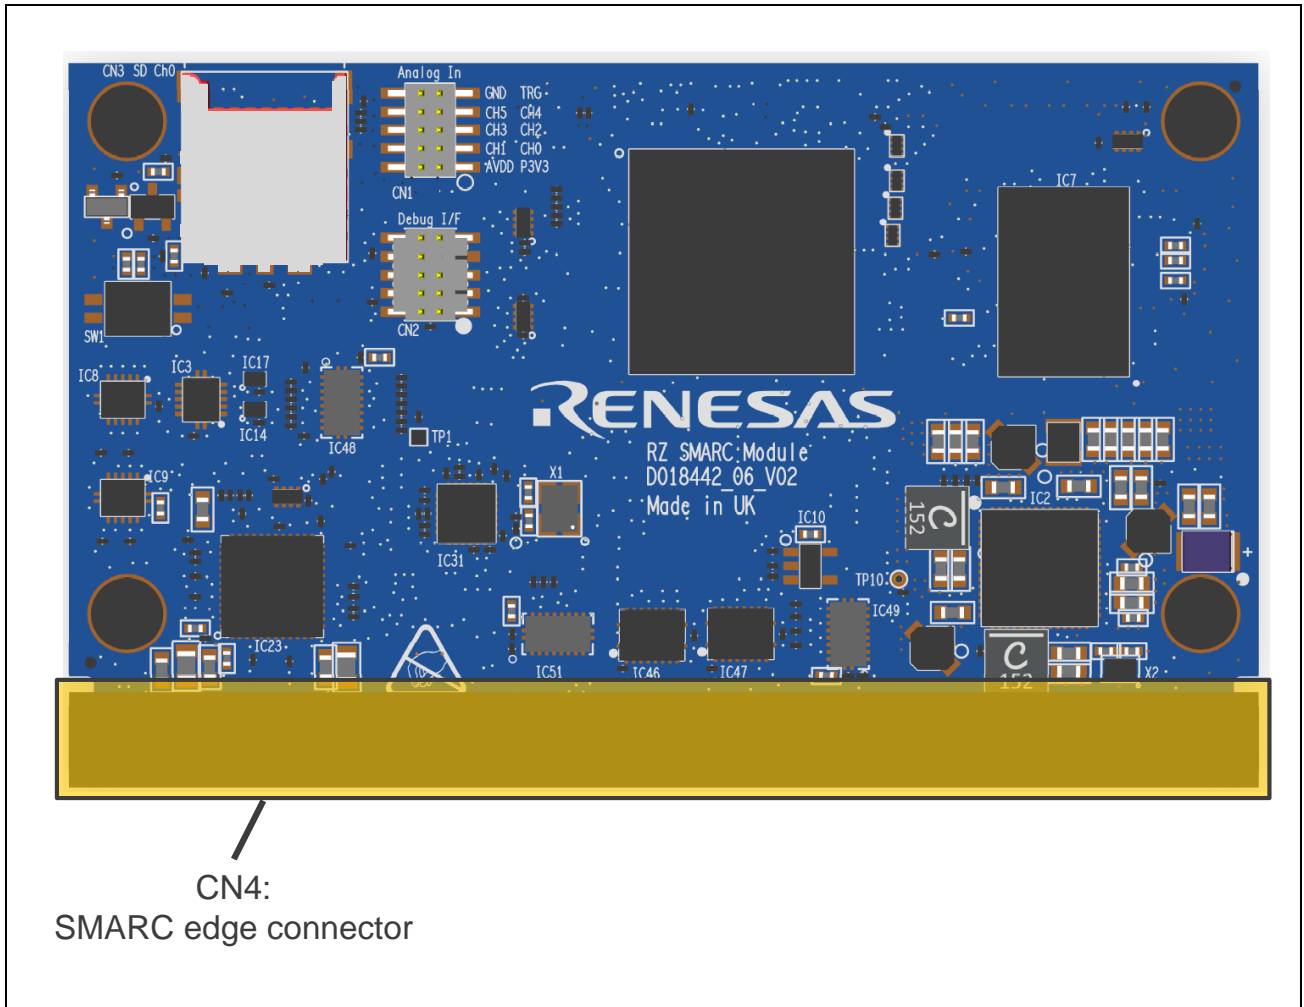 CN3 SD Ch0
Analog In
GND TRG
CH5 CH4
CH3 CH2
CH1 CH0
AVDD P3V3
CN1
Debug I/F
CN2
SW1
IC7
IC8
IC3
IC17
IC14
IC48
TP1
RENESAS
RZ SMARC Module
D018442_06_V02
Made in UK
IC9
X1
IC31
IC10
IC2
C
152
+
TP10
IC49
IC23
IC51
IC46
IC47
C
152
X2
CN4:
SMARC edge connector